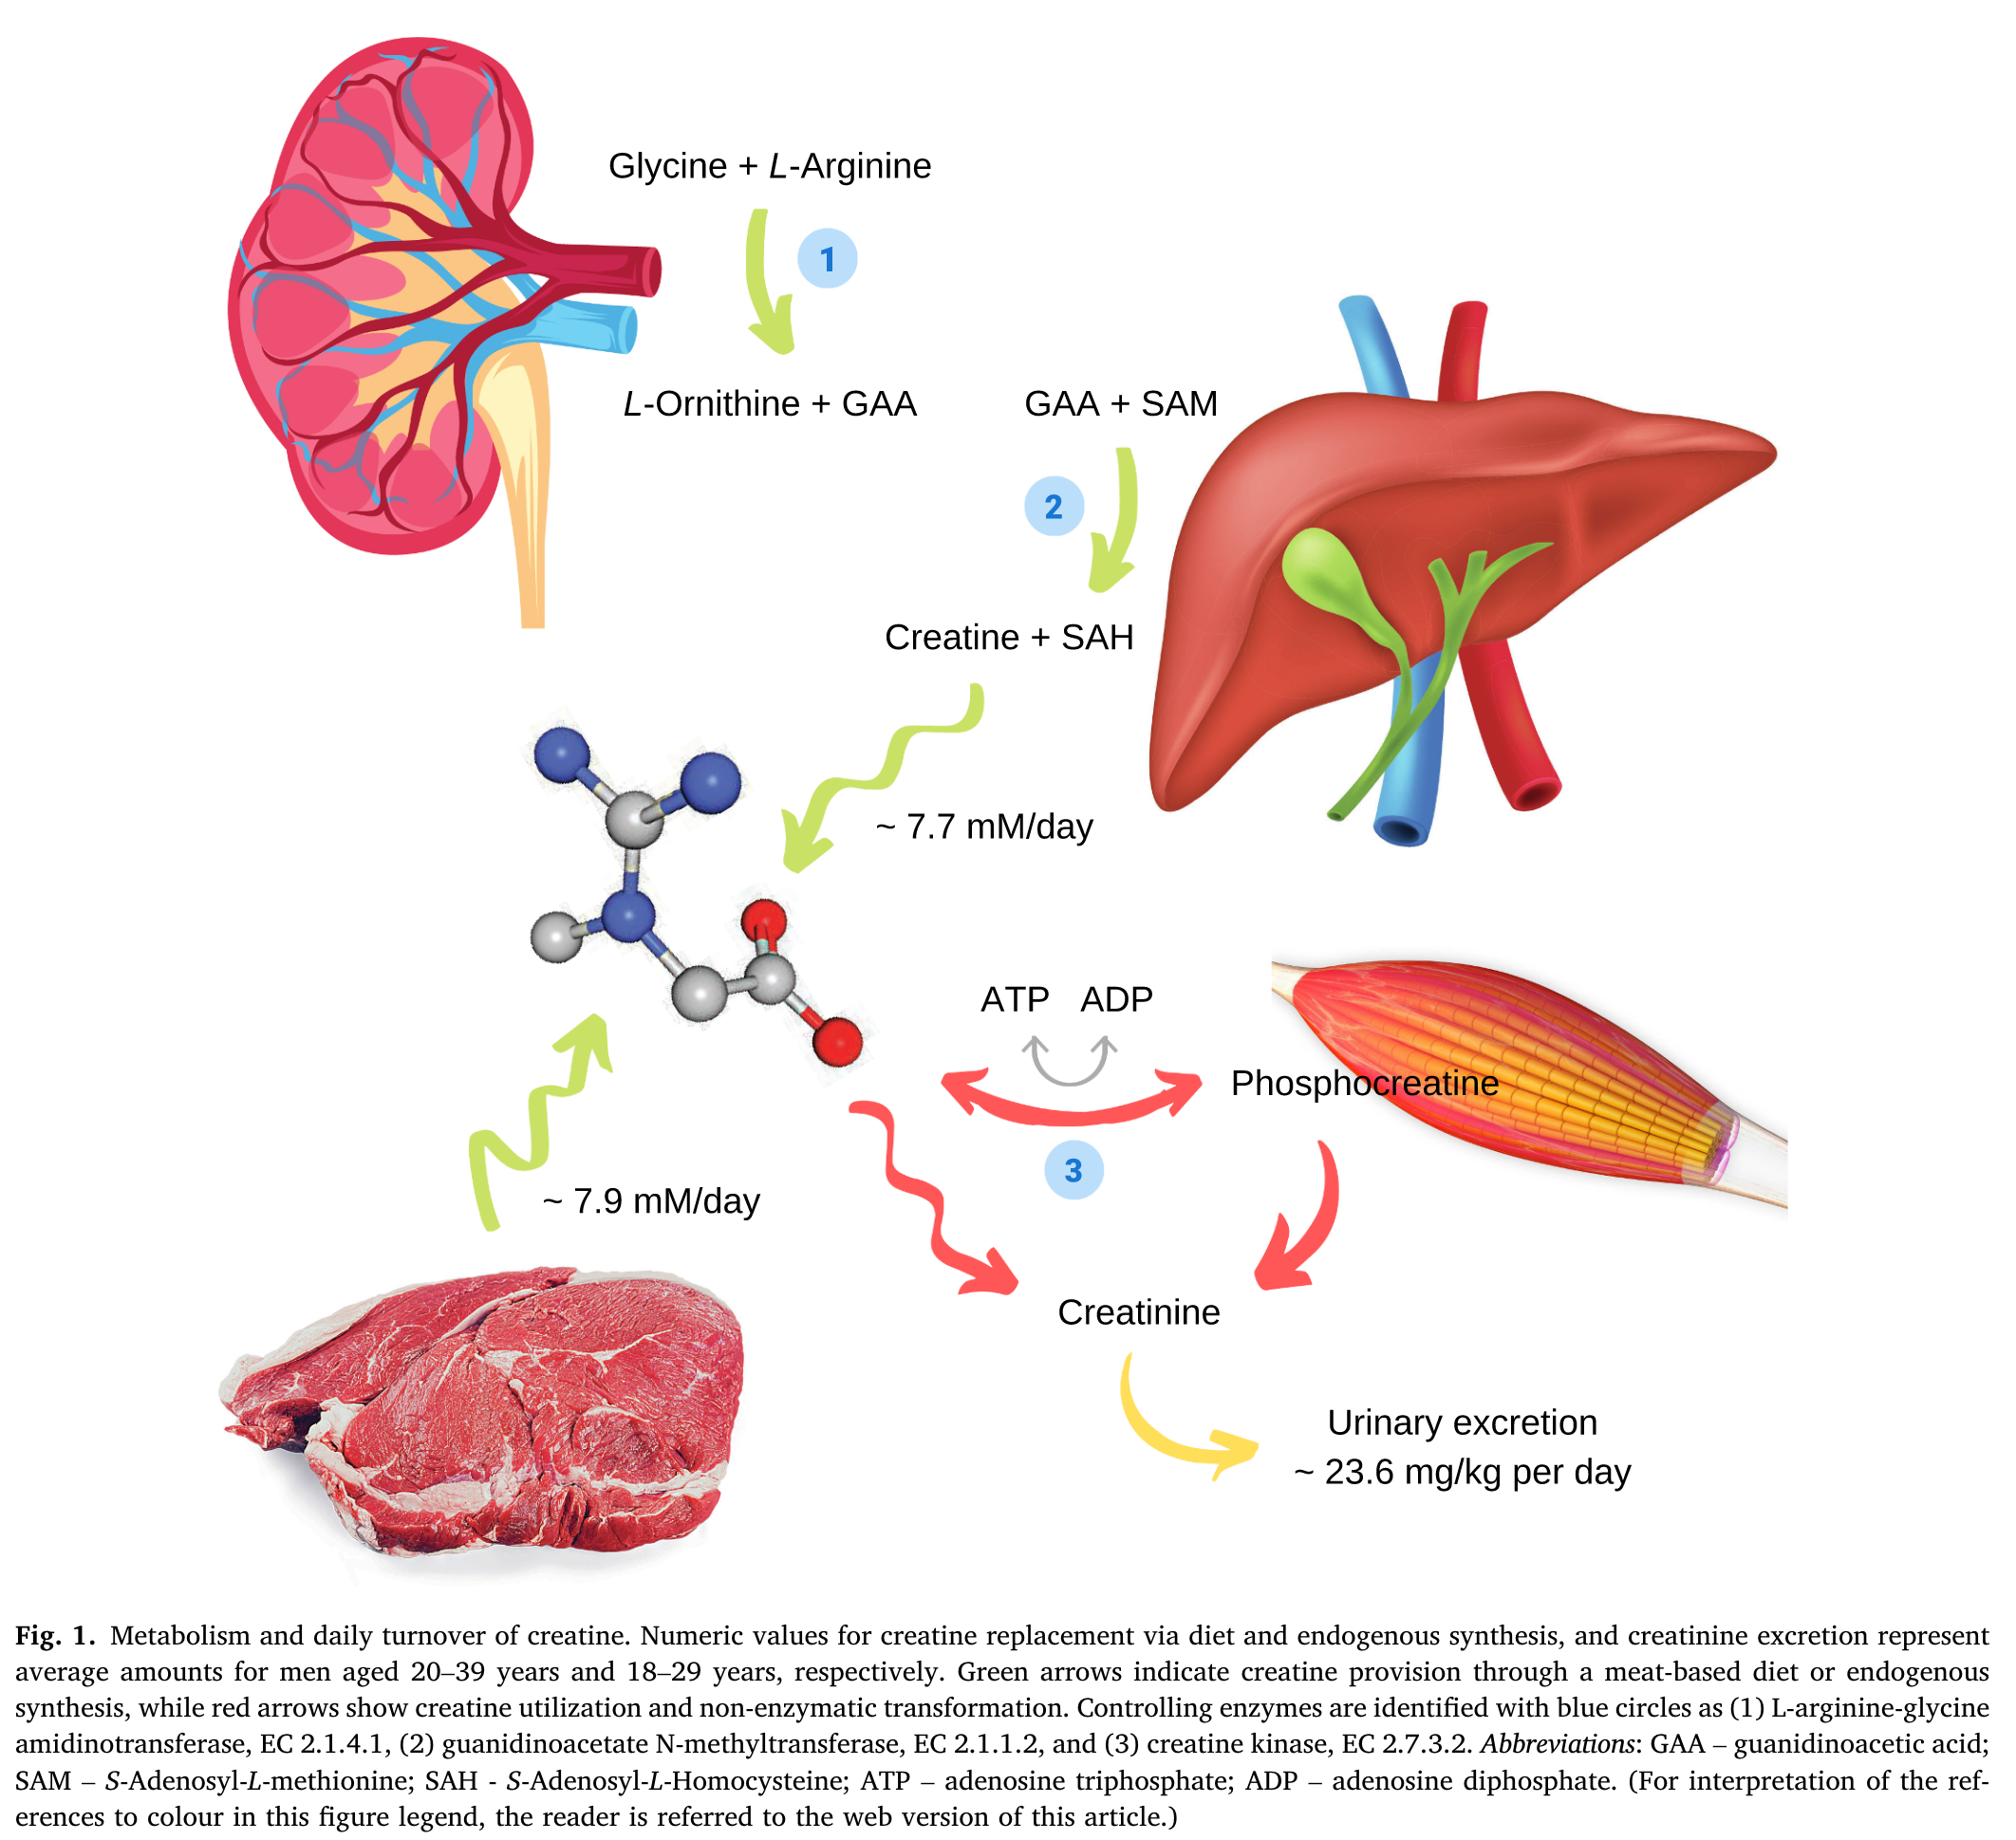 Glycine + L-Arginine
1
L-Ornithine + GAA
GAA + SAM
2
Creatine + SAH
~ 7.7 mM/day
ATP ADP
Phosphocreatine
3
~ 7.9 mM/day
Creatinine
Urinary excretion
~ 23.6 mg/kg per day
Fig. 1. Metabolism and daily turnover of creatine. Numeric values for creatine replacement via diet and endogenous synthesis, and creatinine excretion represent
average amounts for men aged 20–39 years and 18–29 years, respectively. Green arrows indicate creatine provision through a meat-based diet or endogenous
synthesis, while red arrows show creatine utilization and non-enzymatic transformation. Controlling enzymes are identified with blue circles as (1) L-arginine-glycine
amidinotransferase, EC 2.1.4.1, (2) guanidinoacetate N-methyltransferase, EC 2.1.1.2, and (3) creatine kinase, EC 2.7.3.2. Abbreviations: GAA – guanidinoacetic acid;
SAM – S-Adenosyl-L-methionine; SAH - S-Adenosyl-L-Homocysteine; ATP – adenosine triphosphate; ADP – adenosine diphosphate. (For interpretation of the ref-
erences to colour in this figure legend, the reader is referred to the web version of this article.)